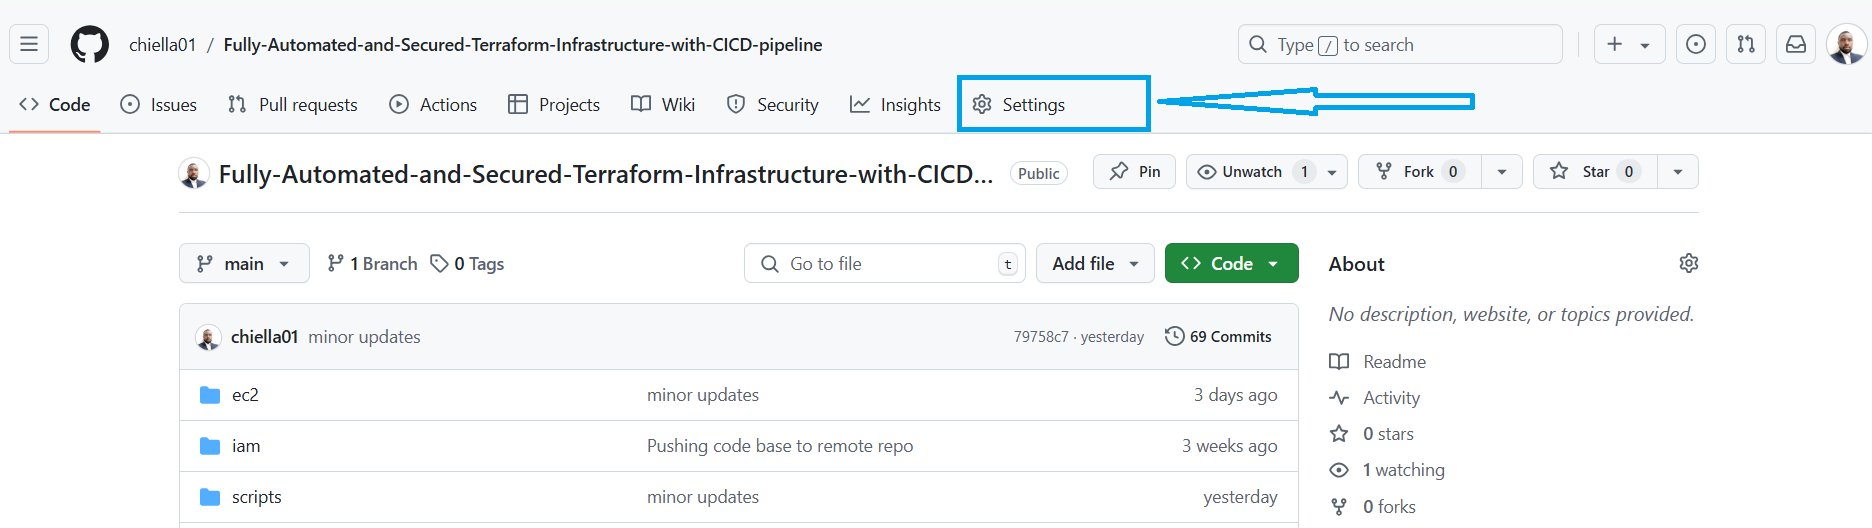 chiella01 / Fully-Automated-and-Secured-Terraform-Infrastructure-with-CICD-pipeline Type / to search
Code Issues Pull requests Actions Projects Wiki Security Insights Settings
Fully-Automated-and-Secured-Terraform-Infrastructure-with-CICD... Public Pin Unwatch 1 Fork 0 Star 0
main 1 Branch 0 Tags Go to file t Add file Code
About
No description, website, or topics provided.
chiella01 minor updates 79758c7 · yesterday 69 Commits
Readme
ec2 minor updates 3 days ago
Activity
0 stars
iam Pushing code base to remote repo 3 weeks ago
1 watching
scripts minor updates yesterday
0 forks